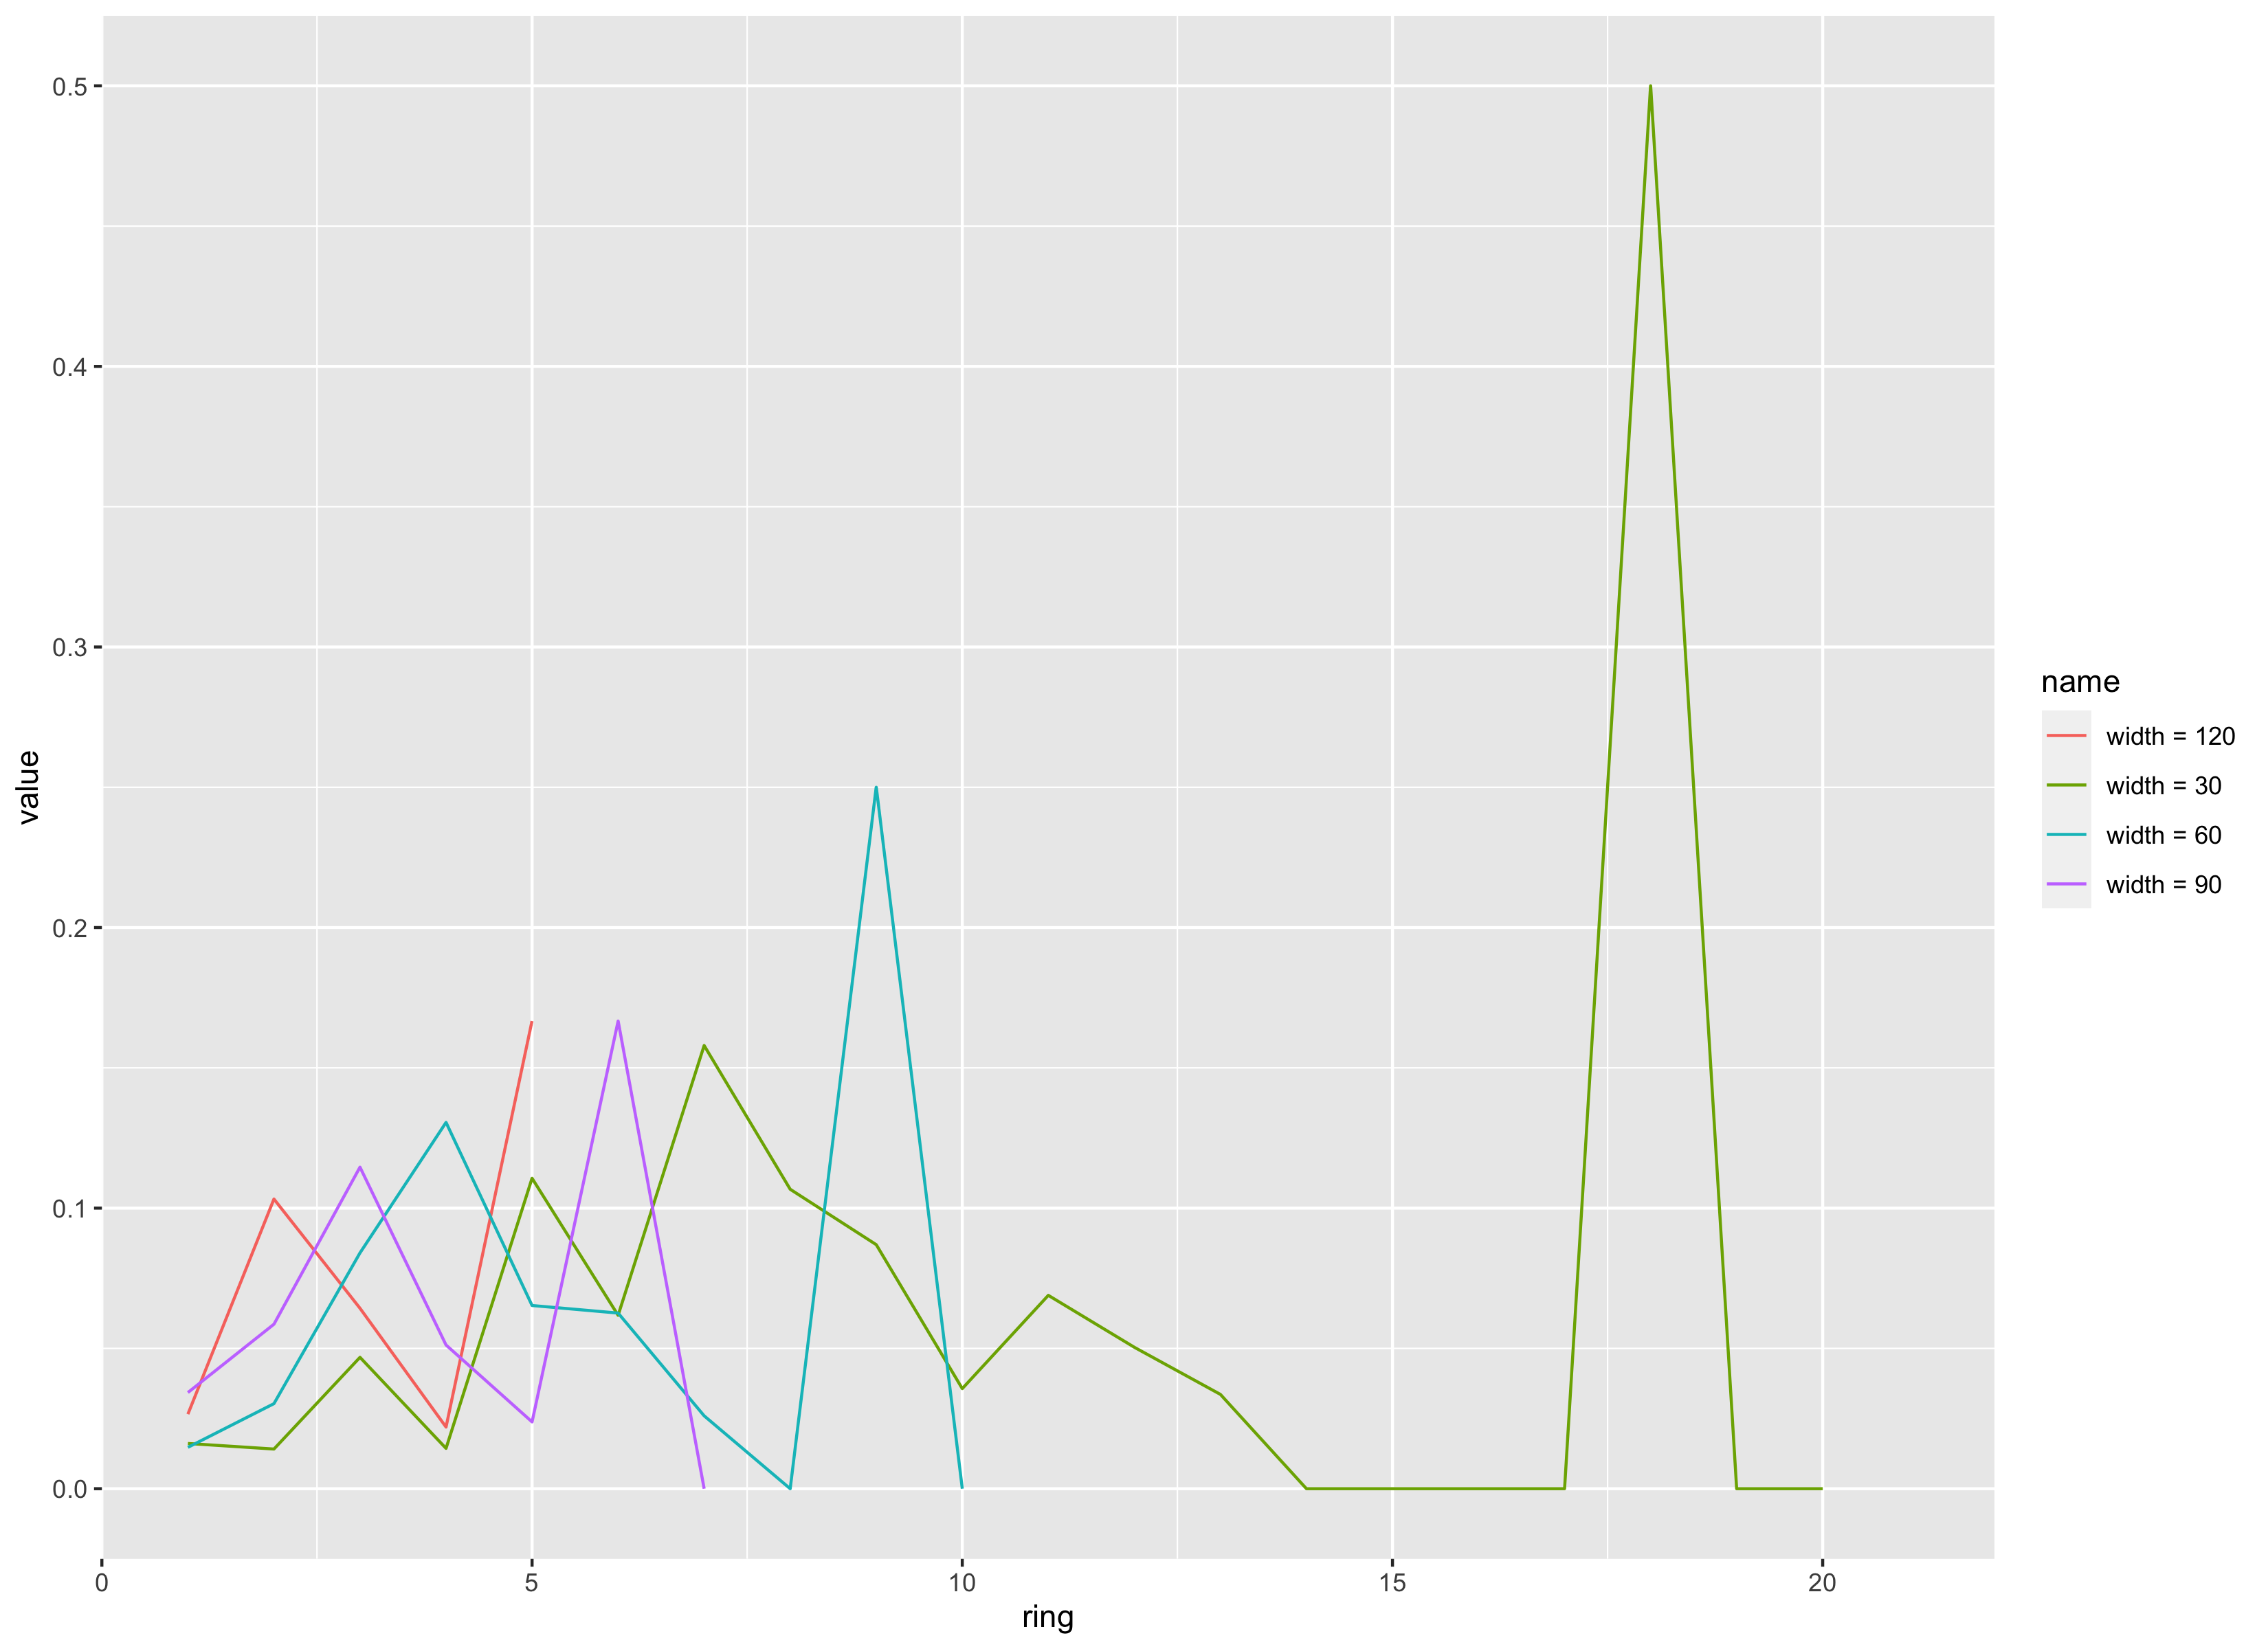 0.5
0.4
0.3
0.2
0.1
0.0
value
0 5 10 15 20
ring
name
width = 120
width = 30
width = 60
width = 90